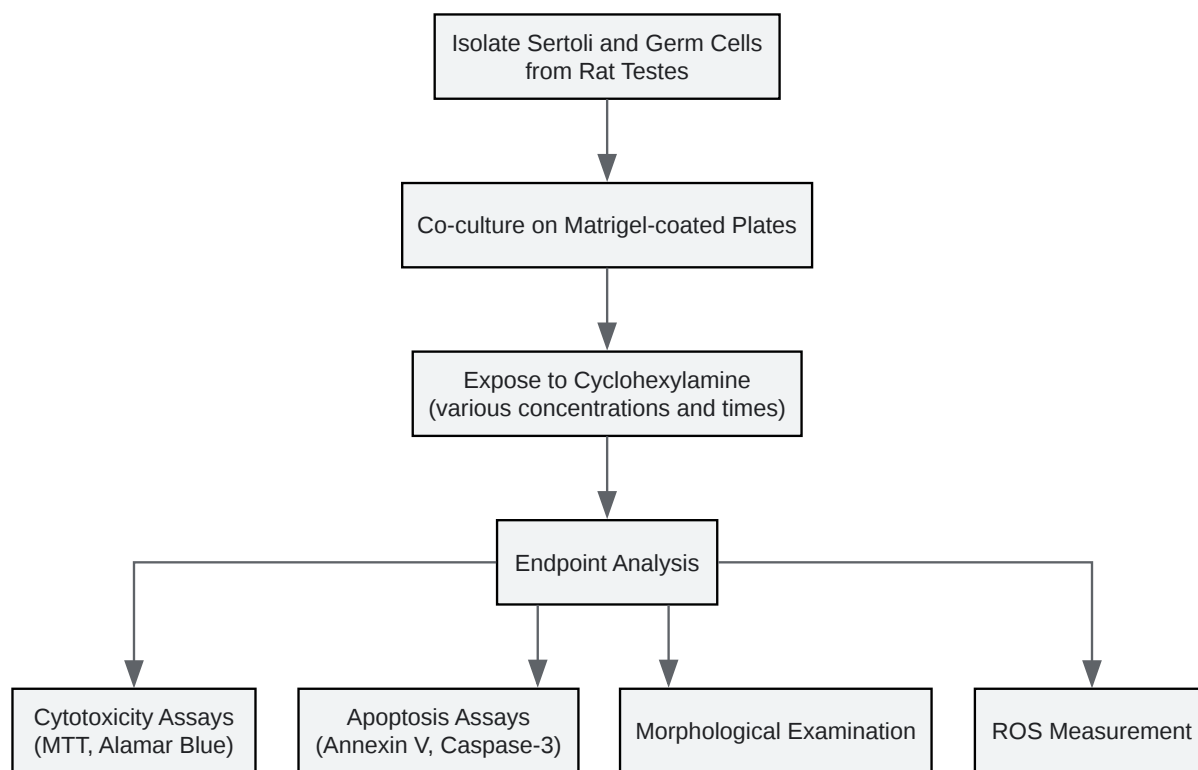 Isolate Sertoli and Germ Cells
from Rat Testes
Co-culture on Matrigel-coated Plates
Expose to Cyclohexylamine
(various concentrations and times)
Endpoint Analysis
Cytotoxicity Assays
(MTT, Alamar Blue)
Apoptosis Assays
(Annexin V, Caspase-3)
Morphological Examination
ROS Measurement